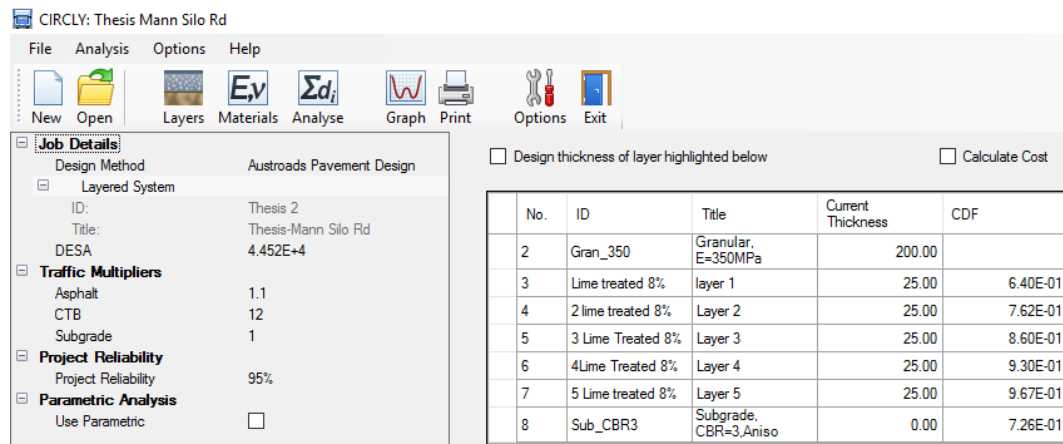 CIRCLY: Thesis Mann Silo Rd
File Analysis Options Help
New Open Layers Materials Analyse Graph Print Options Exit
E,ν Σdᵢ
Job Details
Design Method Austroads Pavement Design
Layered System
ID: Thesis 2
Title: Thesis-Mann Silo Rd
DESA 4.452E+4
Traffic Multipliers
Asphalt 1.1
CTB 12
Subgrade 1
Project Reliability
Project Reliability 95%
Parametric Analysis
Use Parametric
Design thickness of layer highlighted below Calculate Cost
No. ID Title Current Thickness CDF
2 Gran_350 Granular, E=350MPa 200.00
3 Lime treated 8% layer 1 25.00 6.40E-01
4 2 lime treated 8% Layer 2 25.00 7.62E-01
5 3 Lime Treated 8% Layer 3 25.00 8.60E-01
6 4Lime Treated 8% Layer 4 25.00 9.30E-01
7 5 Lime treated 8% Layer 5 25.00 9.67E-01
8 Sub_CBR3 Subgrade, CBR=3,Aniso 0.00 7.26E-01